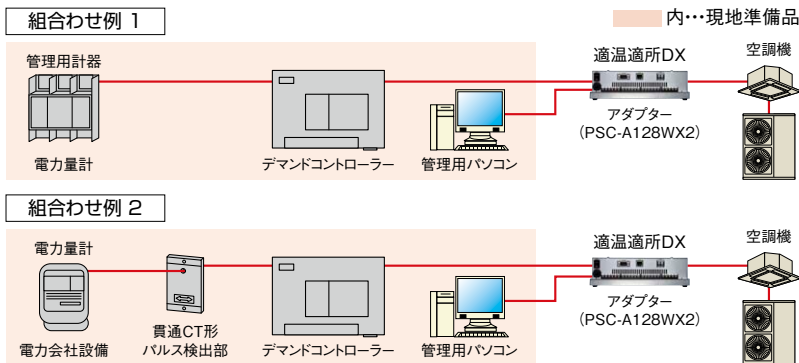 組合わせ例 1
内・・・現地準備品
管理用計器
電力量計
デマンドコントローラー
管理用パソコン
適温適所DX
アダプター
（PSC-A128WX2）
空調機
組合わせ例 2
電力量計
電力会社設備
貫通CT形
パルス検出部
デマンドコントローラー
管理用パソコン
適温適所DX
アダプター
（PSC-A128WX2）
空調機